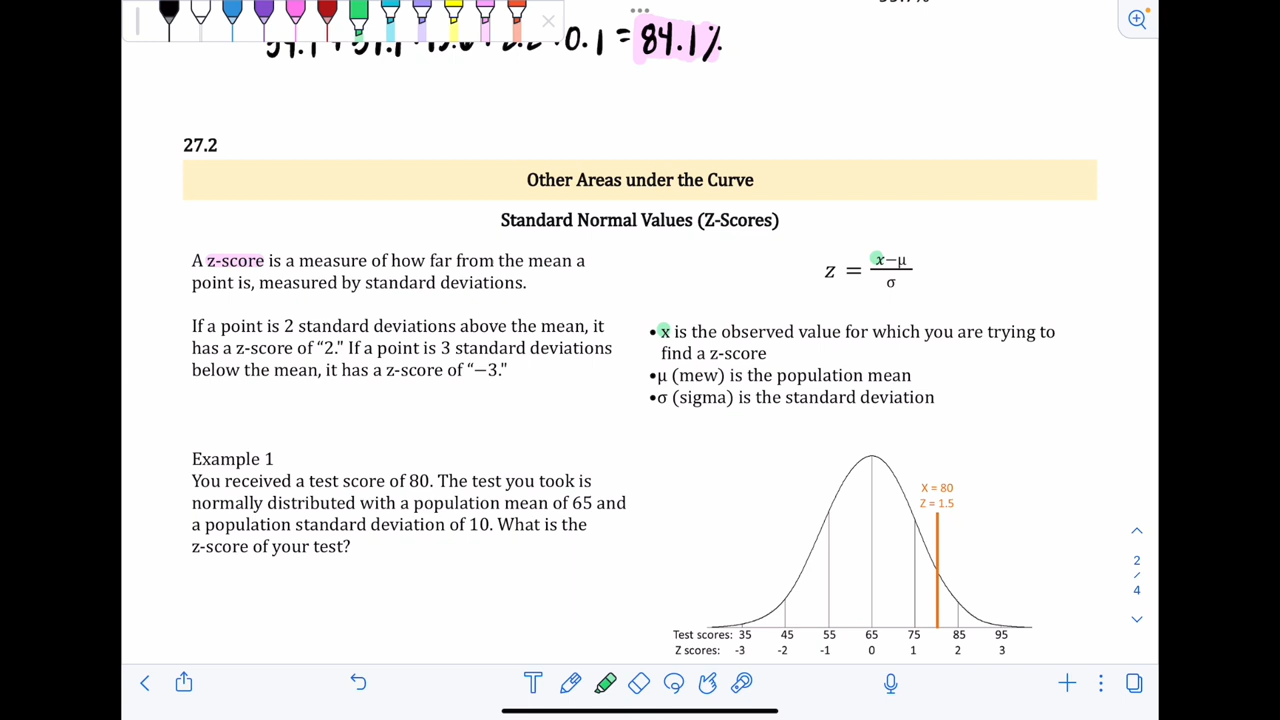 = 84.1%
27.2
Other Areas under the Curve
Standard Normal Values (Z-Scores)
A z-score is a measure of how far from the mean a
point is, measured by standard deviations.
If a point is 2 standard deviations above the mean, it
has a z-score of “2.” If a point is 3 standard deviations
below the mean, it has a z-score of “−3.”
z = x−μ
σ
•x is the observed value for which you are trying to
find a z-score
•μ (mew) is the population mean
•σ (sigma) is the standard deviation
Example 1
You received a test score of 80. The test you took is
normally distributed with a population mean of 65 and
a population standard deviation of 10. What is the
z-score of your test?
X = 80
Z = 1.5
Test scores: 35 45 55 65 75 85 95
Z scores: -3 -2 -1 0 1 2 3
2
/
4
T